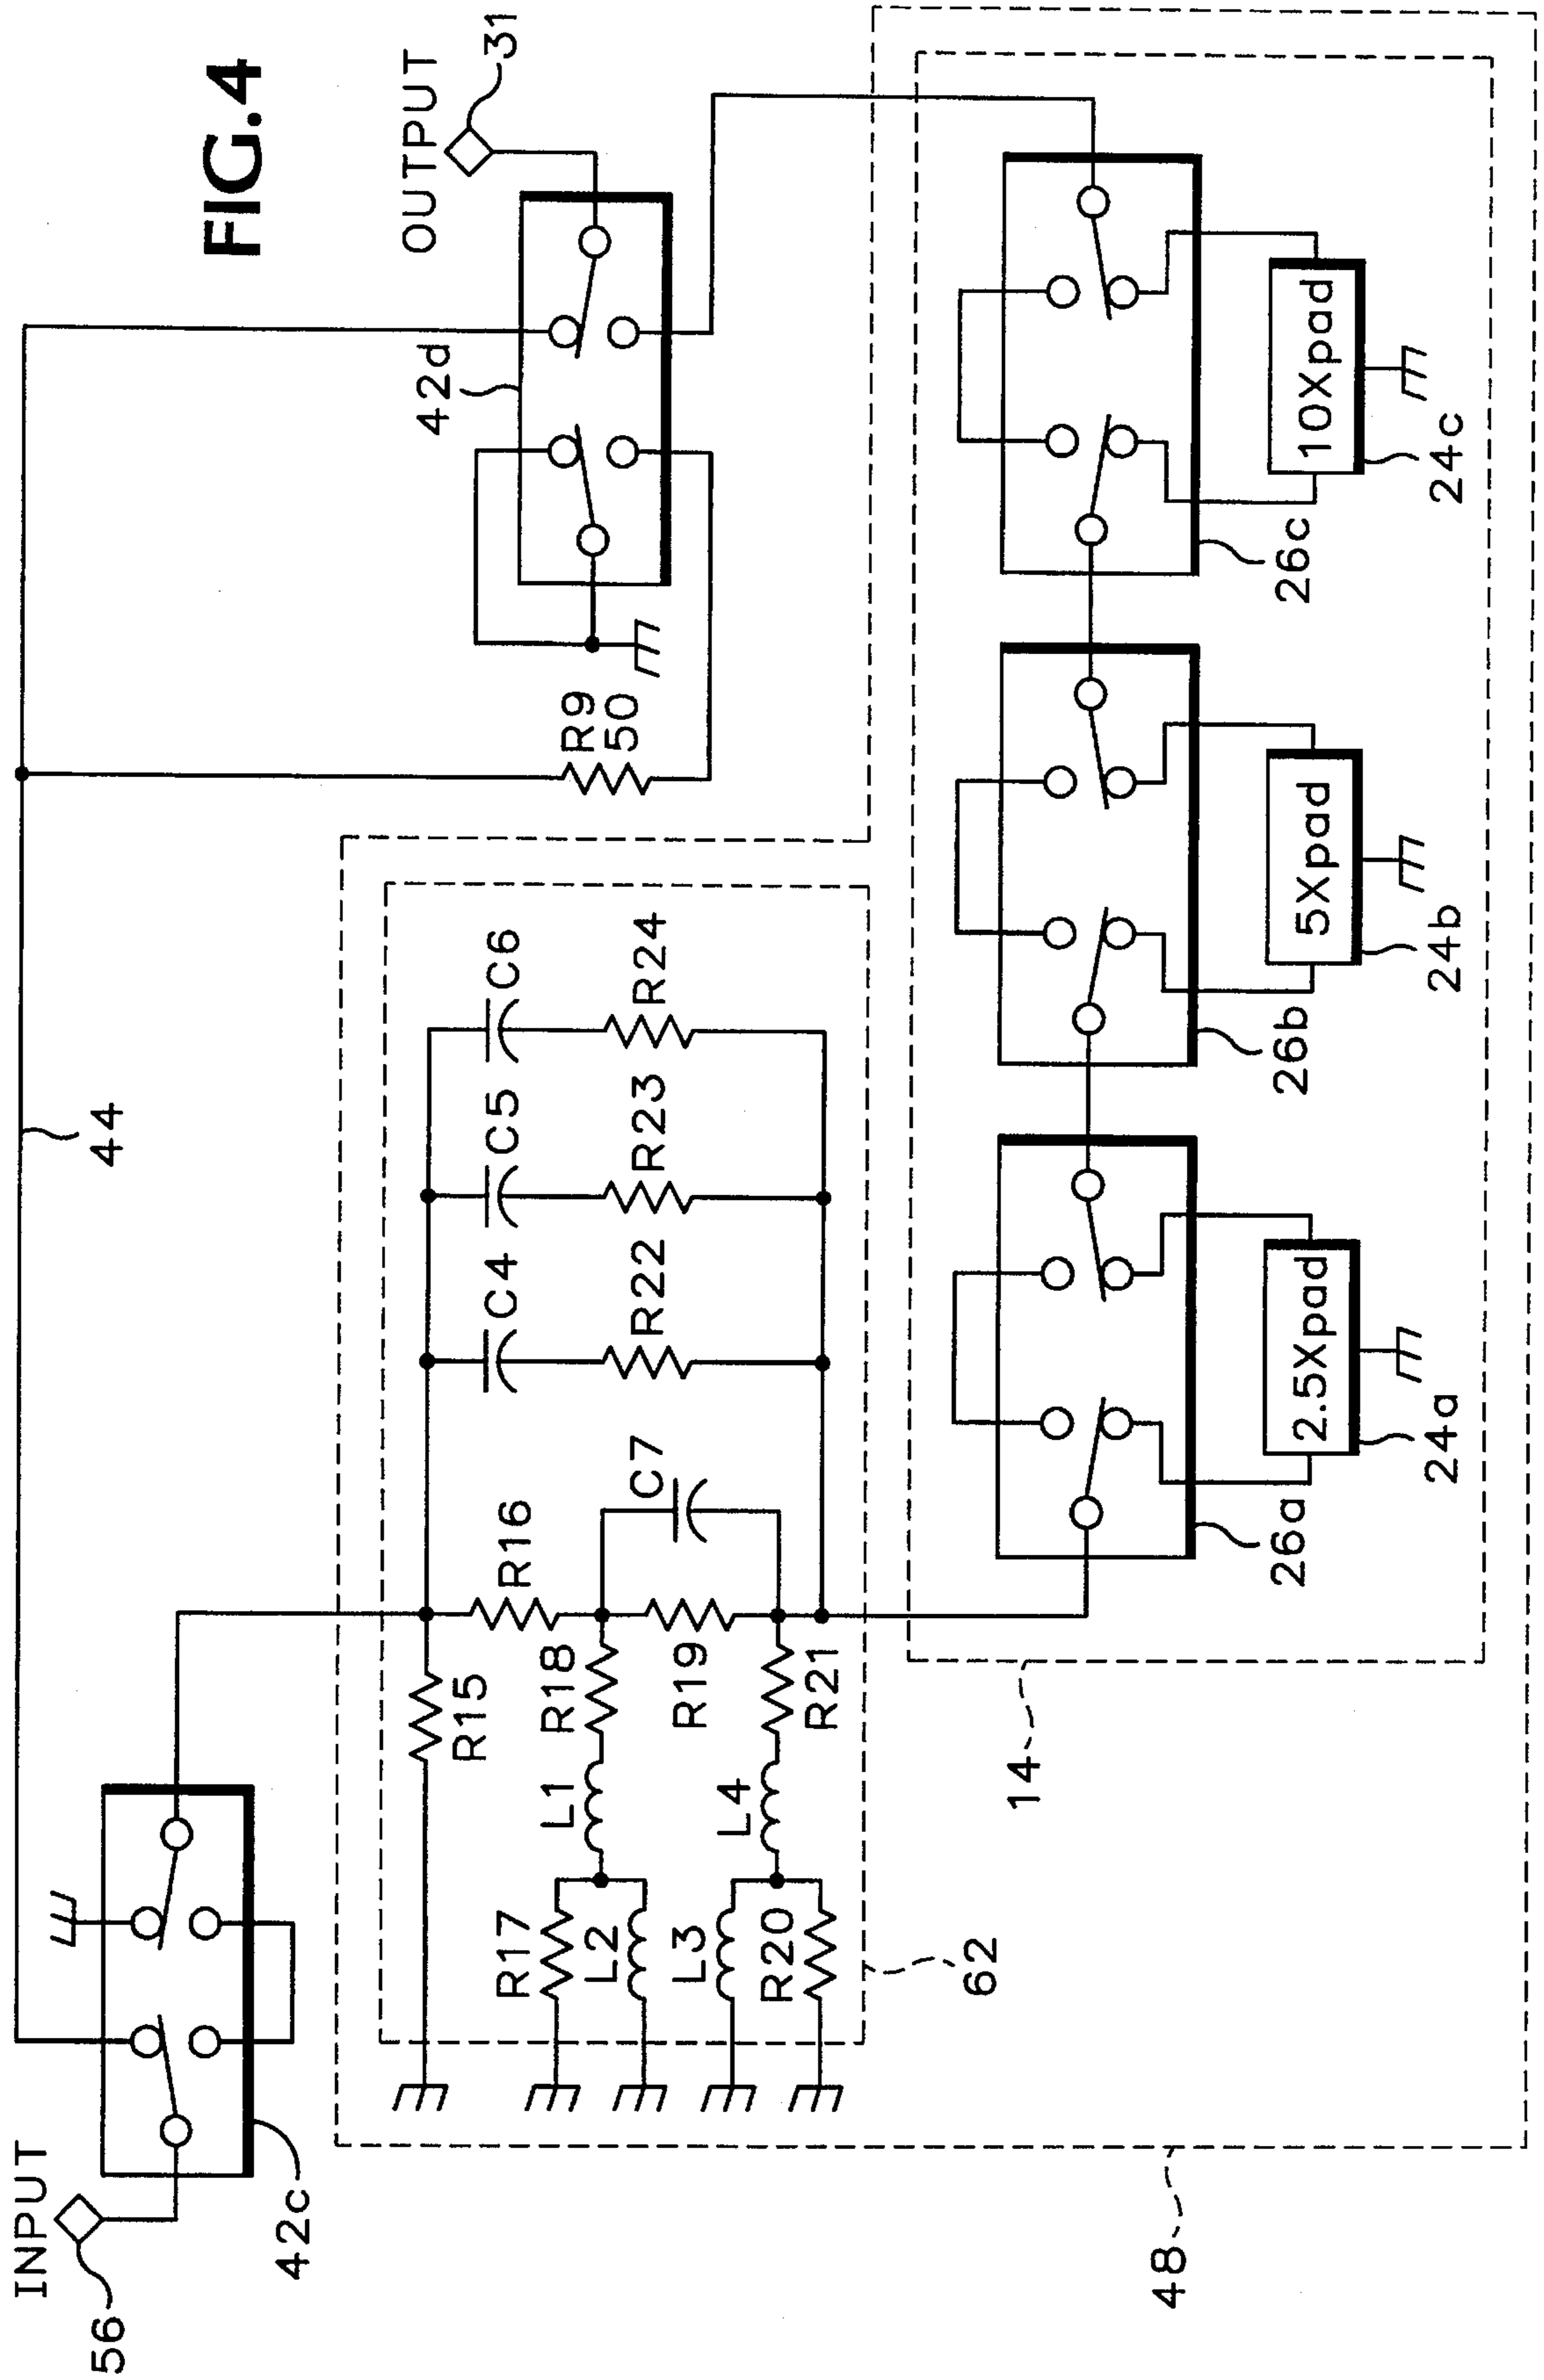 FIG.4
INPUT
56
42c
44
OUTPUT
31
42d
R9
50
R15
R16
R17
R18
L1
L2
R19
C7
L3
L4
R20
R21
C4
C5
C6
R22
R23
R24
62
48
14
26a
26b
26c
2.5Xpad
5Xpad
10Xpad
24a
24b
24c